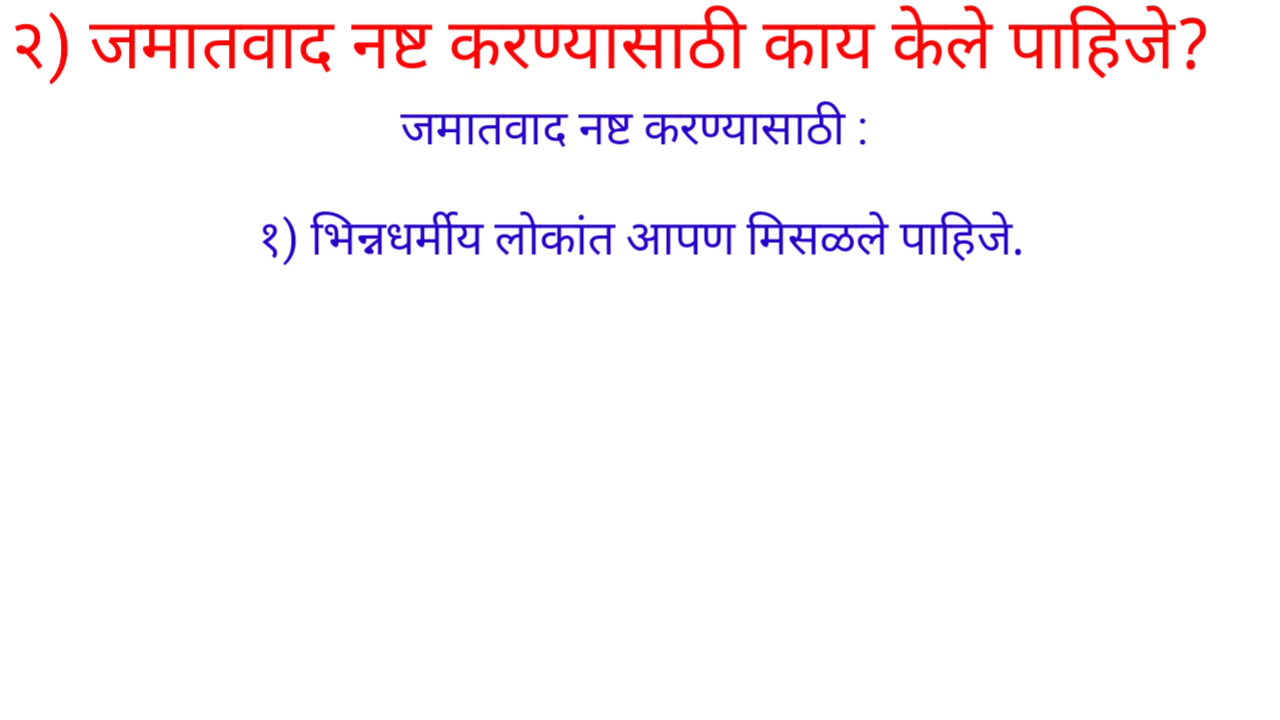 २) जमातवाद नष्ट करण्यासाठी काय केले पाहिजे?
जमातवाद नष्ट करण्यासाठी :
१) भिन्नधर्मीय लोकांत आपण मिसळले पाहिजे.